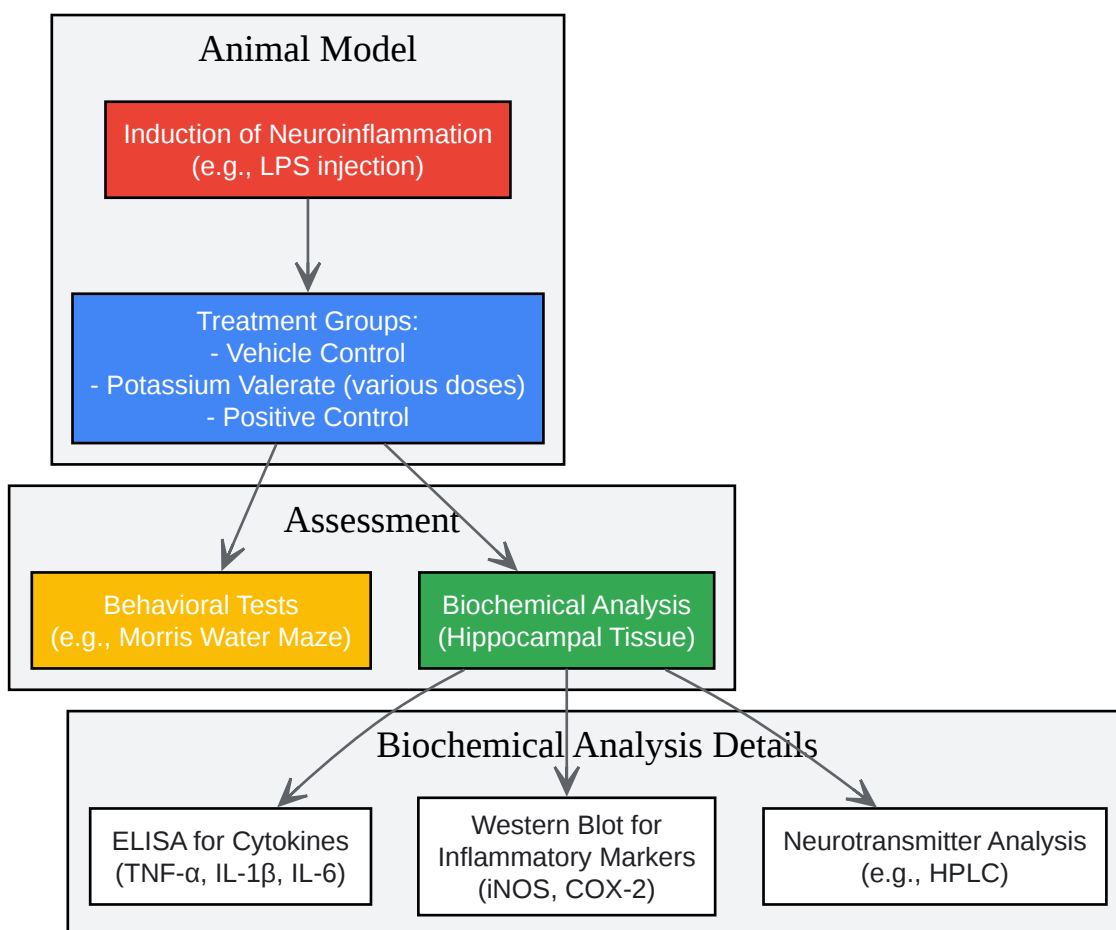 Animal Model
Induction of Neuroinflammation
(e.g., LPS injection)
Treatment Groups:
- Vehicle Control
- Potassium Valerate (various doses)
- Positive Control
Assessment
Behavioral Tests
(e.g., Morris Water Maze)
Biochemical Analysis
(Hippocampal Tissue)
Biochemical Analysis Details
ELISA for Cytokines
(TNF-α, IL-1β, IL-6)
Western Blot for
Inflammatory Markers
(iNOS, COX-2)
Neurotransmitter Analysis
(e.g., HPLC)